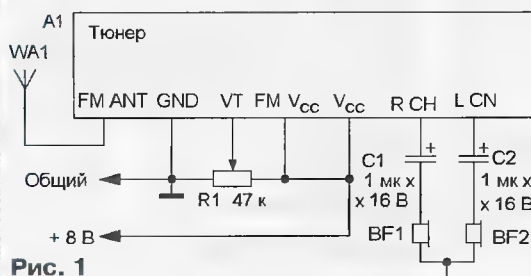 A1
Тюнер
WA1
FM ANT GND VT FM Vcc Vcc R CH L CN
C1 + + C2
Общий
R1 47 к
1 мк х 1 мк х
х 16 В х 16 В
+ 8 В
BF1 BF2
Рис. 1